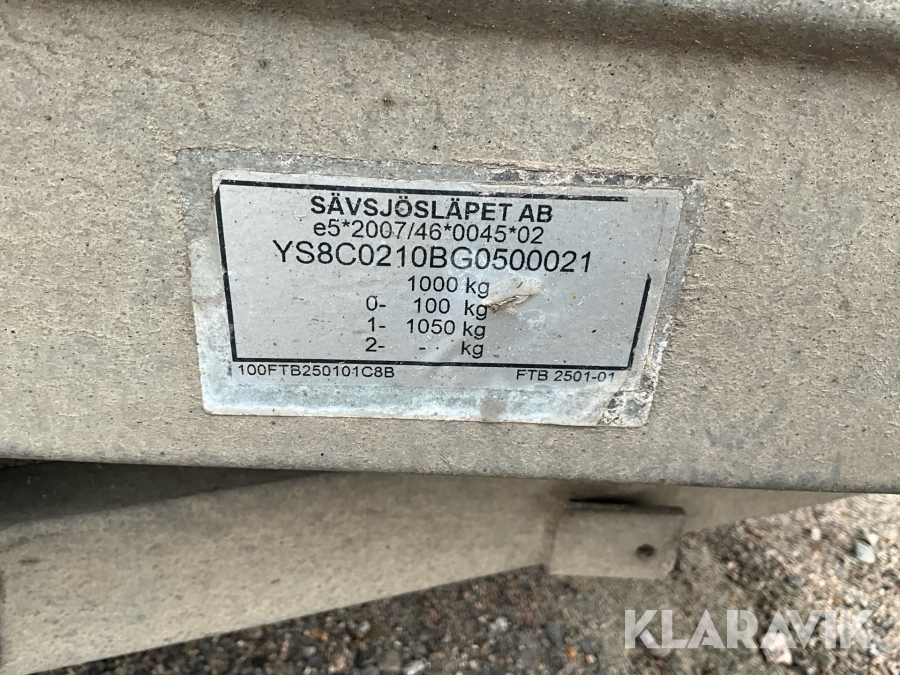 SÄVSJÖSLÄPET AB
e5*2007/46*0045*02
YS8C0210BG0500021
1000 kg
0- 100 kg
1- 1050 kg
2- - kg
100FTB250101C8B FTB 2501-01
KLARAVIK